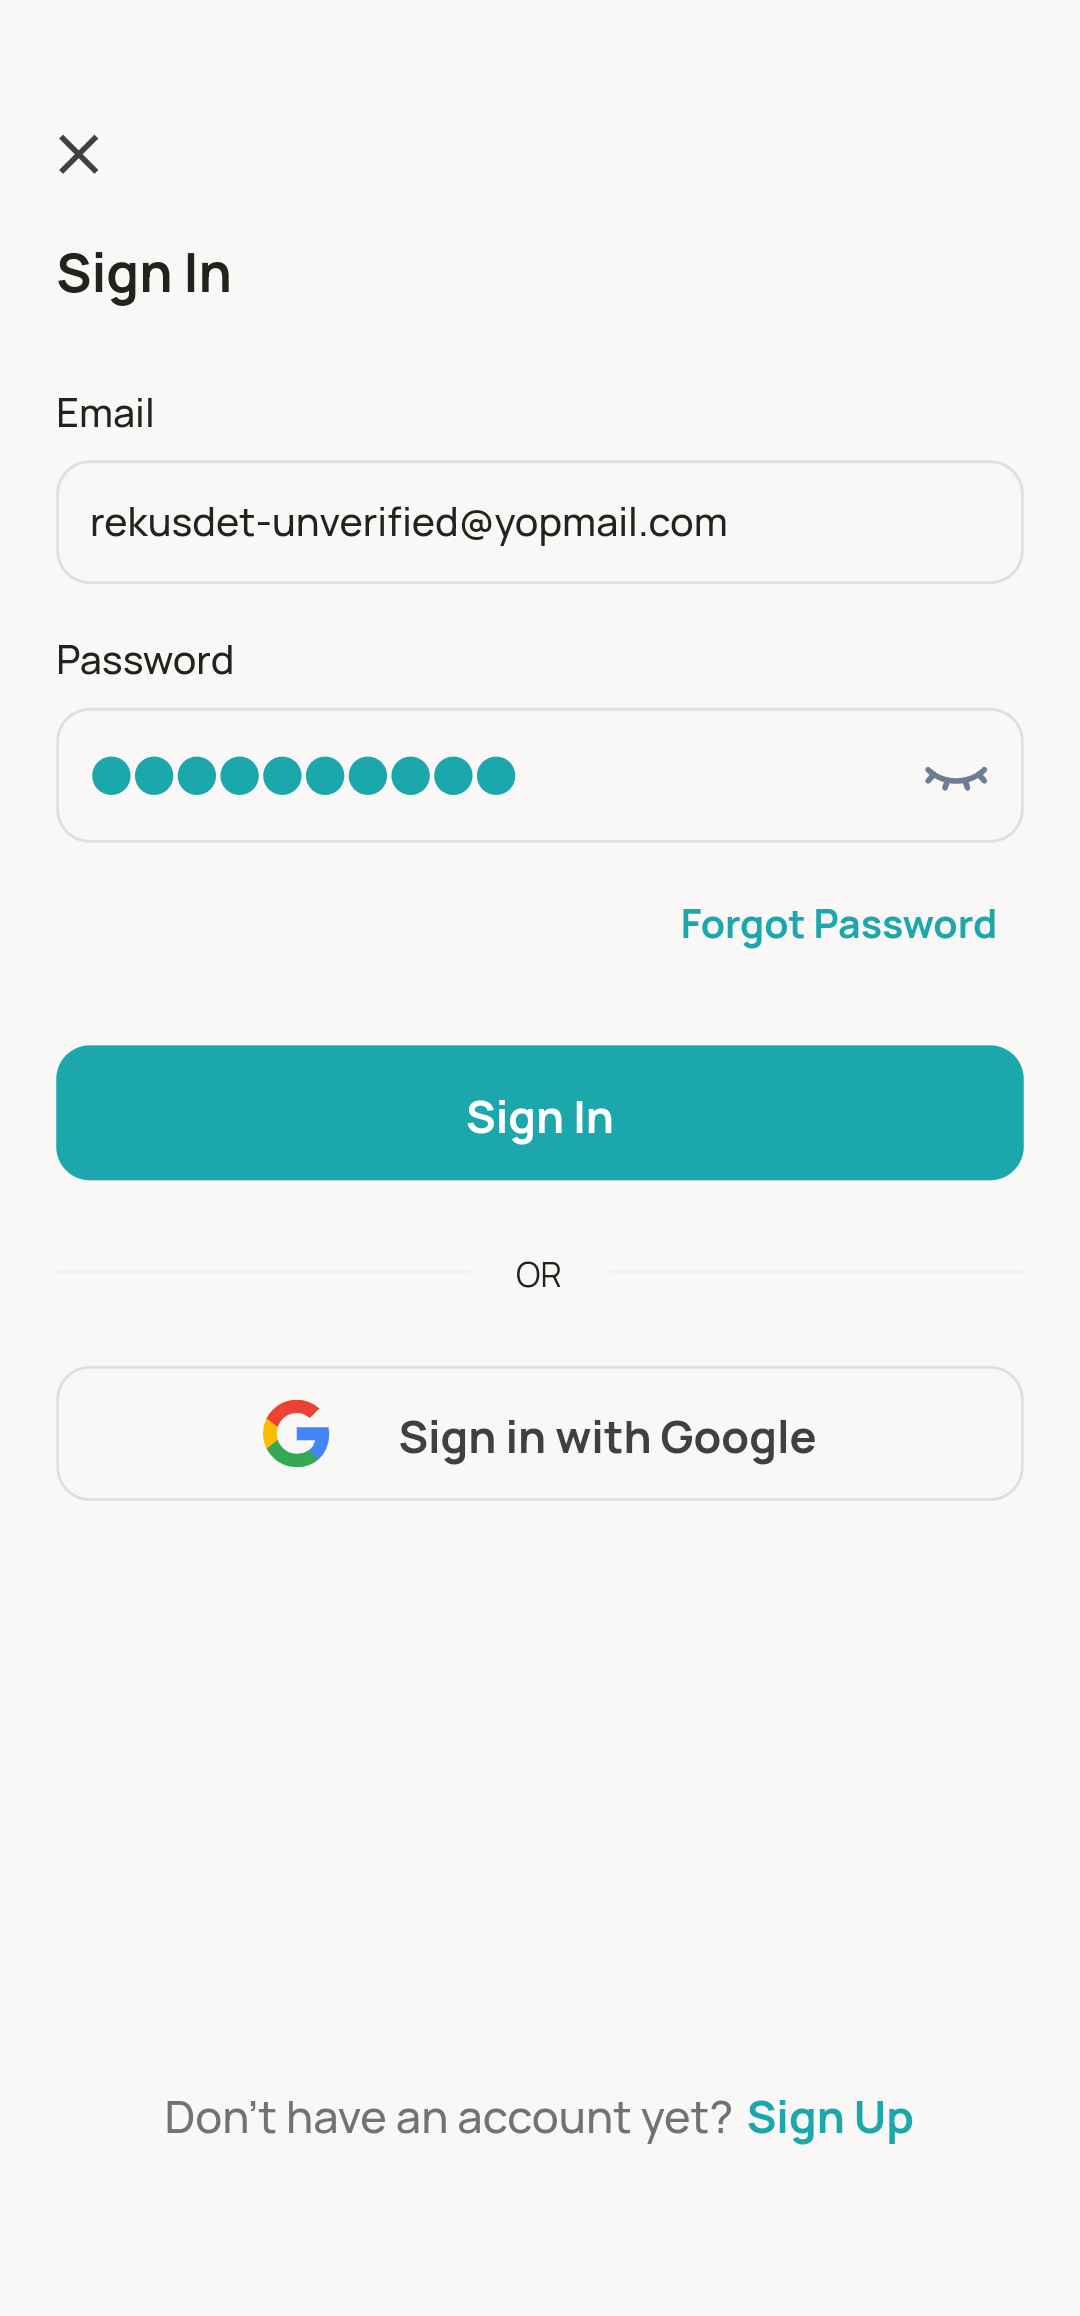 Sign In
Email
rekusdet-unverified@yopmail.com
Password
Forgot Password
Sign In
OR
Sign in with Google
Don't have an account yet? Sign Up